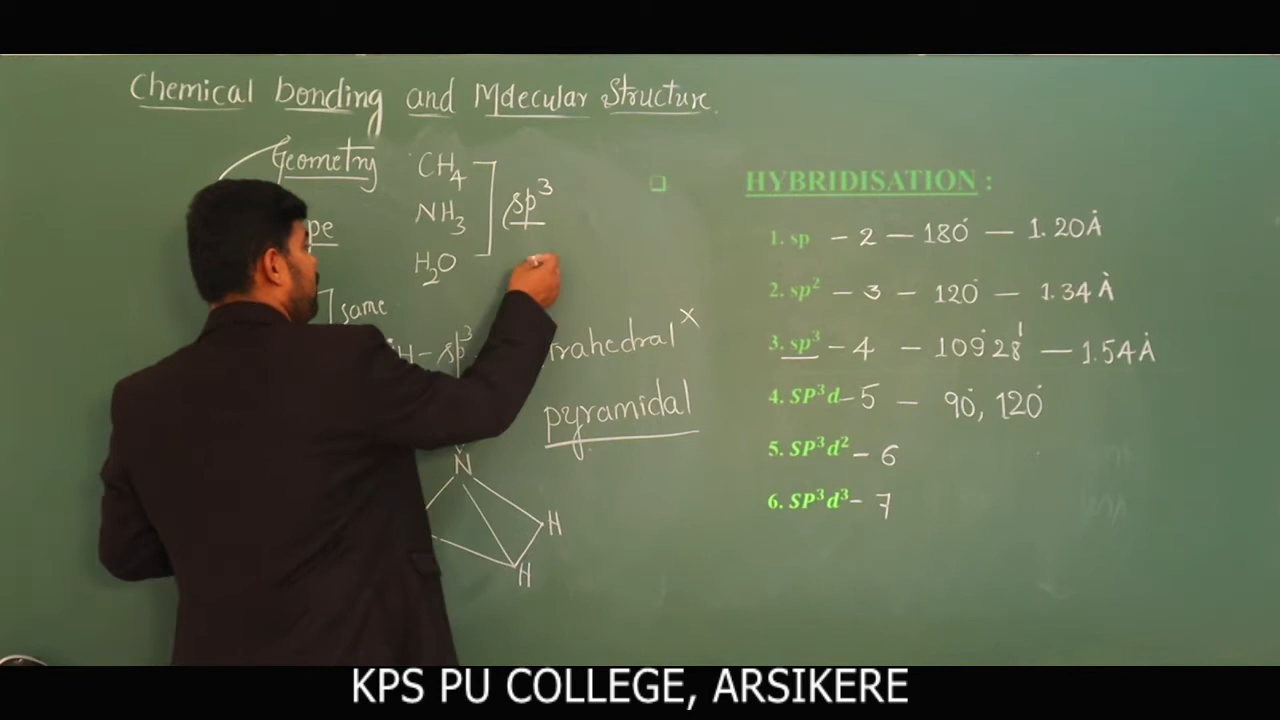 Chemical bonding and Molecular Structure.
Geometry
CH4
NH3
H2O
sp3
same
H-sp3
pyramidal
N
H
H
HYBRIDISATION :
1. sp - 2 - 180° - 1.20Å
2. sp2 - 3 - 120° - 1.34Å
3. sp3 - 4 - 109°28' - 1.54Å
4. SP3d - 5 - 90°, 120°
5. SP3d2 - 6
6. SP3d3 - 7
KPS PU COLLEGE, ARSIKERE